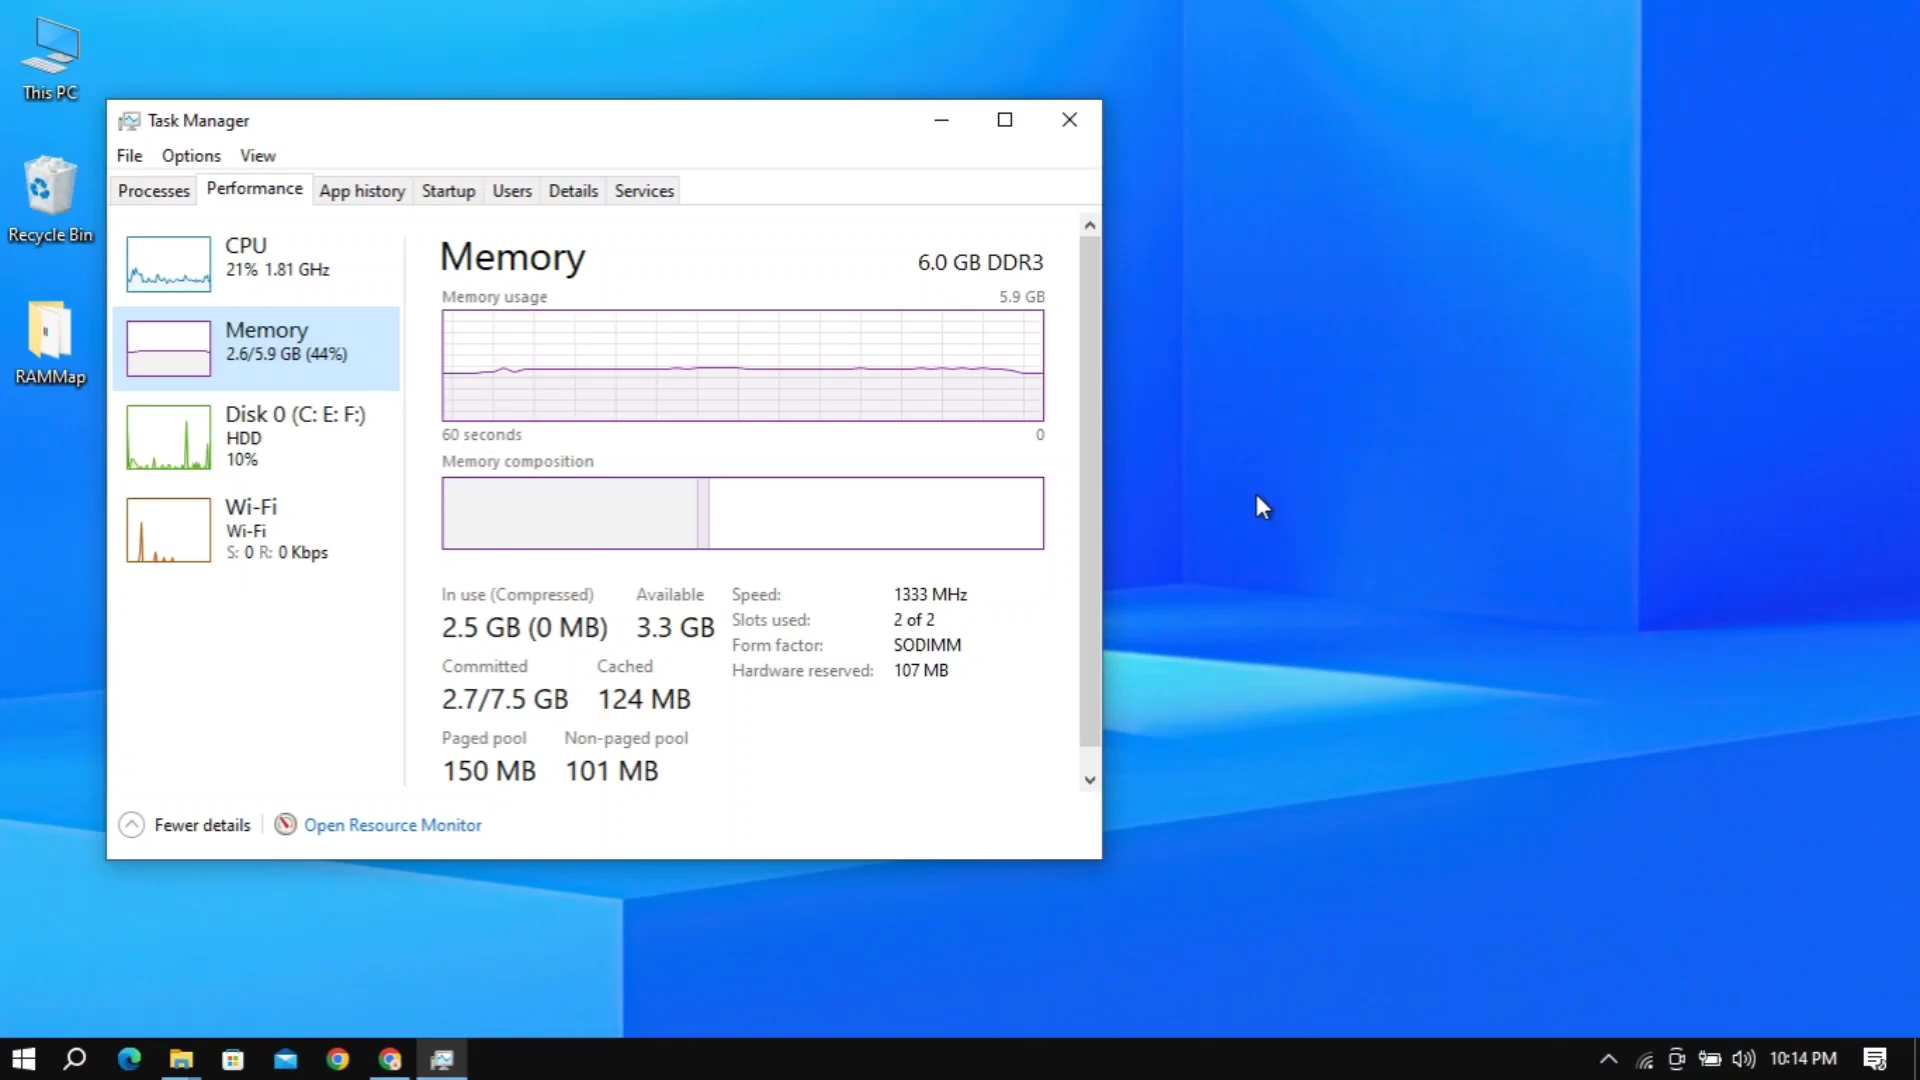 This PC
Recycle Bin
RAMMap
Task Manager
File Options View
Processes Performance App history Startup Users Details Services
CPU
21% 1.81 GHz
Memory
2.6/5.9 GB (44%)
Disk 0 (C: E: F:)
HDD
10%
Wi-Fi
Wi-Fi
S: 0 R: 0 Kbps
Memory 6.0 GB DDR3
Memory usage 5.9 GB
60 seconds 0
Memory composition
In use (Compressed) Available
2.5 GB (0 MB) 3.3 GB
Committed Cached
2.7/7.5 GB 124 MB
Paged pool Non-paged pool
150 MB 101 MB
Speed: 1333 MHz
Slots used: 2 of 2
Form factor: SODIMM
Hardware reserved: 107 MB
Fewer details Open Resource Monitor
10:14 PM